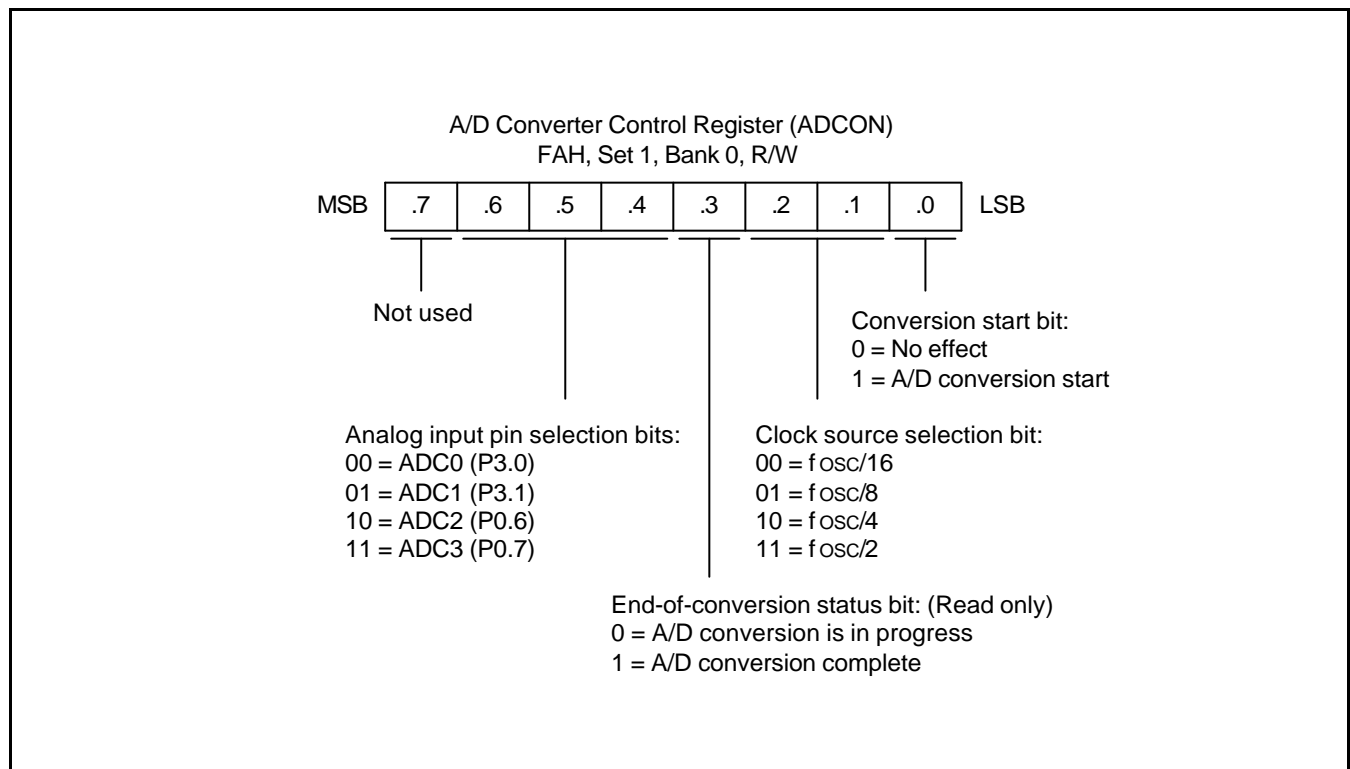 A/D Converter Control Register (ADCON)
FAH, Set 1, Bank 0, R/W
MSB .7 .6 .5 .4 .3 .2 .1 .0 LSB
Not used
Conversion start bit:
0 = No effect
1 = A/D conversion start
Analog input pin selection bits:
00 = ADC0 (P3.0)
01 = ADC1 (P3.1)
10 = ADC2 (P0.6)
11 = ADC3 (P0.7)
Clock source selection bit:
00 = fOSC/16
01 = fOSC/8
10 = fOSC/4
11 = fOSC/2
End-of-conversion status bit: (Read only)
0 = A/D conversion is in progress
1 = A/D conversion complete